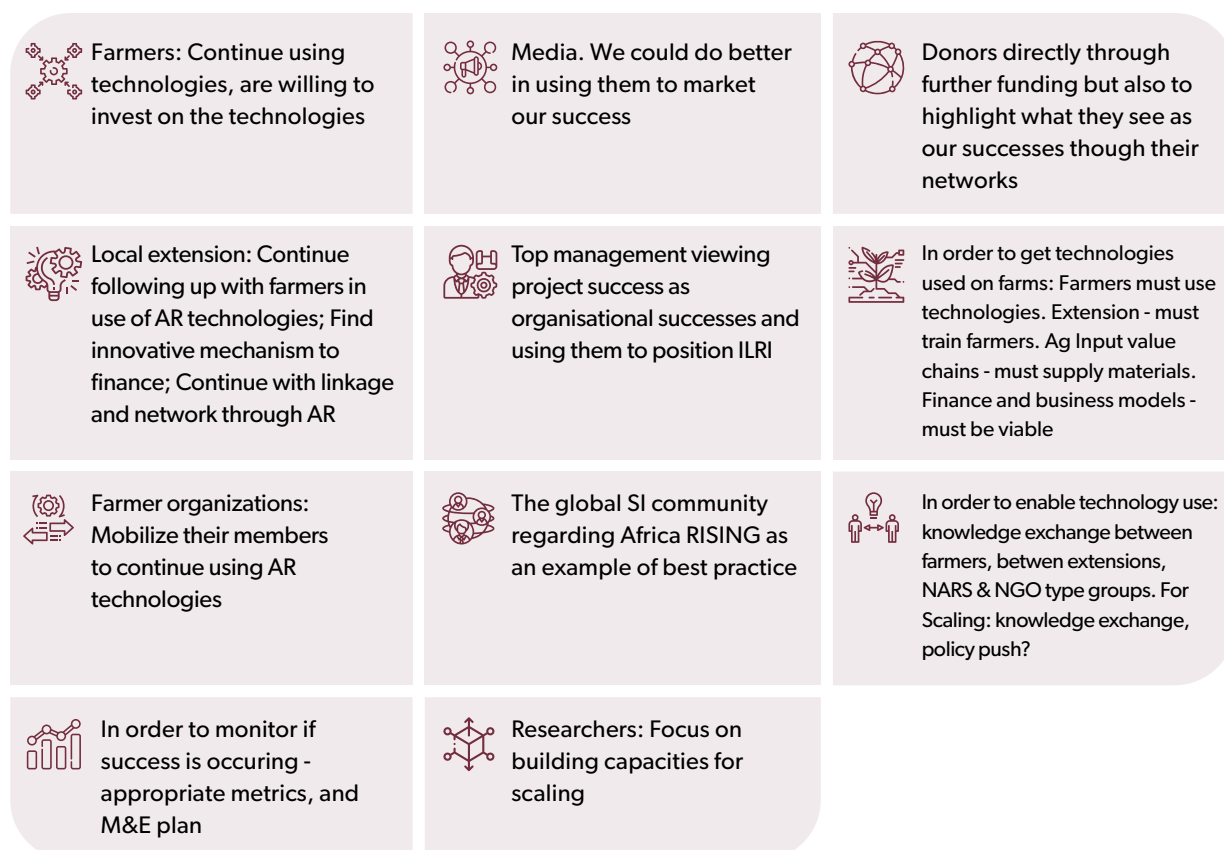 Farmers: Continue using
technologies, are willing to
invest on the technologies
Media. We could do better
in using them to market
our success
Donors directly through
further funding but also to
highlight what they see as
our successes though their
networks
Local extension: Continue
following up with farmers in
use of AR technologies; Find
innovative mechanism to
finance; Continue with linkage
and network through AR
Top management viewing
project success as
organisational successes and
using them to position ILRI
In order to get technologies
used on farms: Farmers must use
technologies. Extension - must
train farmers. Ag Input value
chains - must supply materials.
Finance and business models -
must be viable
Farmer organizations:
Mobilize their members
to continue using AR
technologies
The global SI community
regarding Africa RISING as
an example of best practice
In order to enable technology use:
knowledge exchange between
farmers, betwen extensions,
NARS & NGO type groups. For
Scaling: knowledge exchange,
policy push?
In order to monitor if
success is occuring -
appropriate metrics, and
M&E plan
Researchers: Focus on
building capacities for
scaling